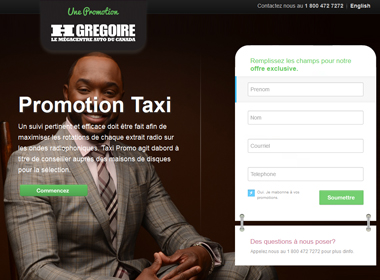 Contactez nous au 1 800 472 7272 | English
Une Promotion
H GREGOIRE
LE MÉGACENTRE AUTO DU CANADA
Promotion Taxi
Un suivi pertinent et efficace doit être fait afin de
maximiser les rotations de chaque extrait radio sur
les ondes radiophoniques. Taxi Promo agit dabord à
titre de conseiller auprès des maisons de disques
pour la sélection.
Commencez
Remplissez les champs pour notre
offre exclusive.
Prenom
Nom
Courriel
Telephone
Oui, Je m'abonne à vos
promotions.
Soumettre
Des questions à nous poser?
Appelez nous au 1 800 472 7272 pour plus d'info.